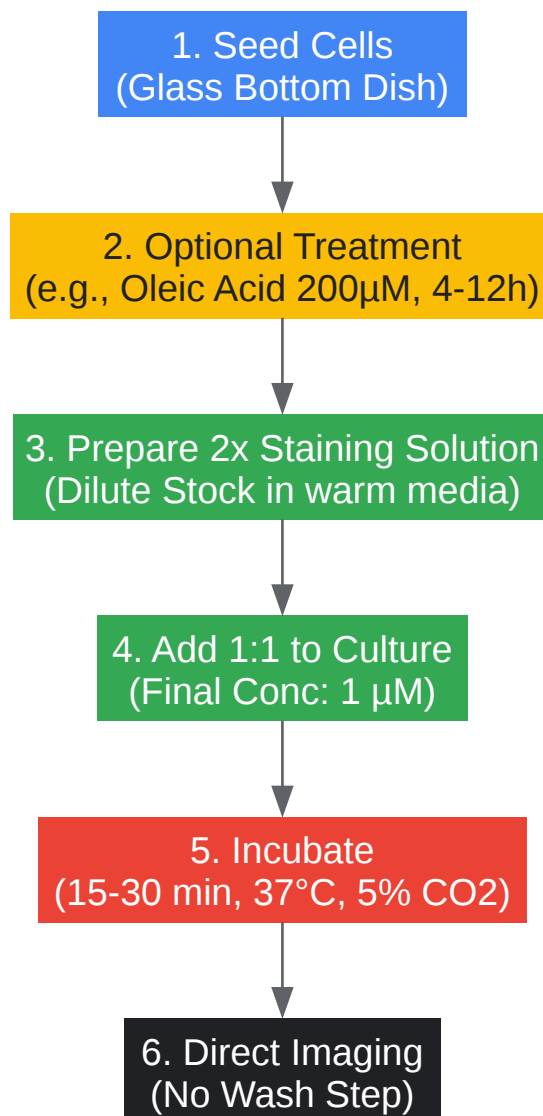 1. Seed Cells
(Glass Bottom Dish)
2. Optional Treatment
(e.g., Oleic Acid 200µM, 4-12h)
3. Prepare 2x Staining Solution
(Dilute Stock in warm media)
4. Add 1:1 to Culture
(Final Conc: 1 µM)
5. Incubate
(15-30 min, 37°C, 5% CO2)
6. Direct Imaging
(No Wash Step)